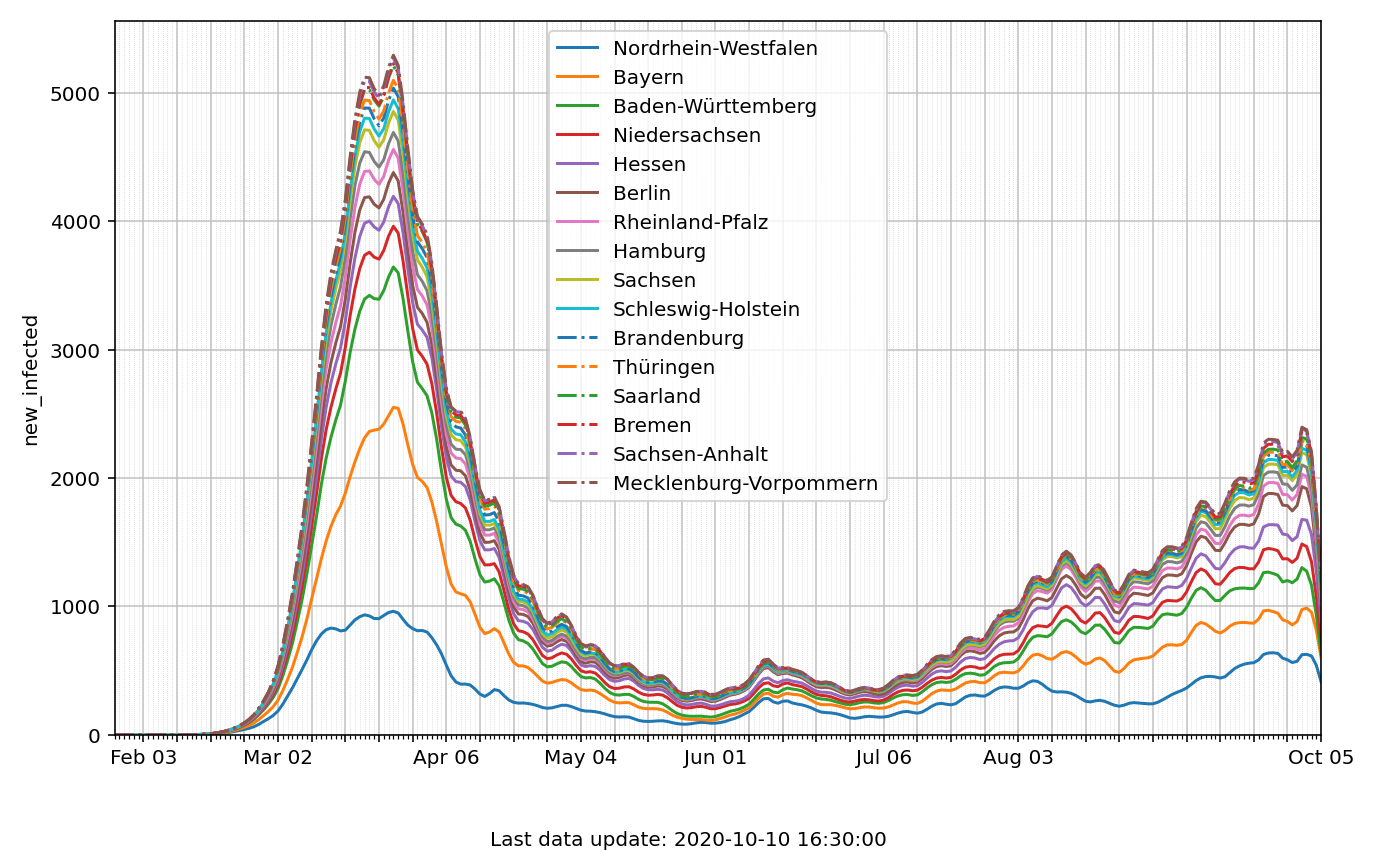 new_infected
5000
4000
3000
2000
1000
0
Nordrhein-Westfalen
Bayern
Baden-Württemberg
Niedersachsen
Hessen
Berlin
Rheinland-Pfalz
Hamburg
Sachsen
Schleswig-Holstein
Brandenburg
Thüringen
Saarland
Bremen
Sachsen-Anhalt
Mecklenburg-Vorpommern
Feb 03 Mar 02 Apr 06 May 04 Jun 01 Jul 06 Aug 03 Oct 05
Last data update: 2020-10-10 16:30:00